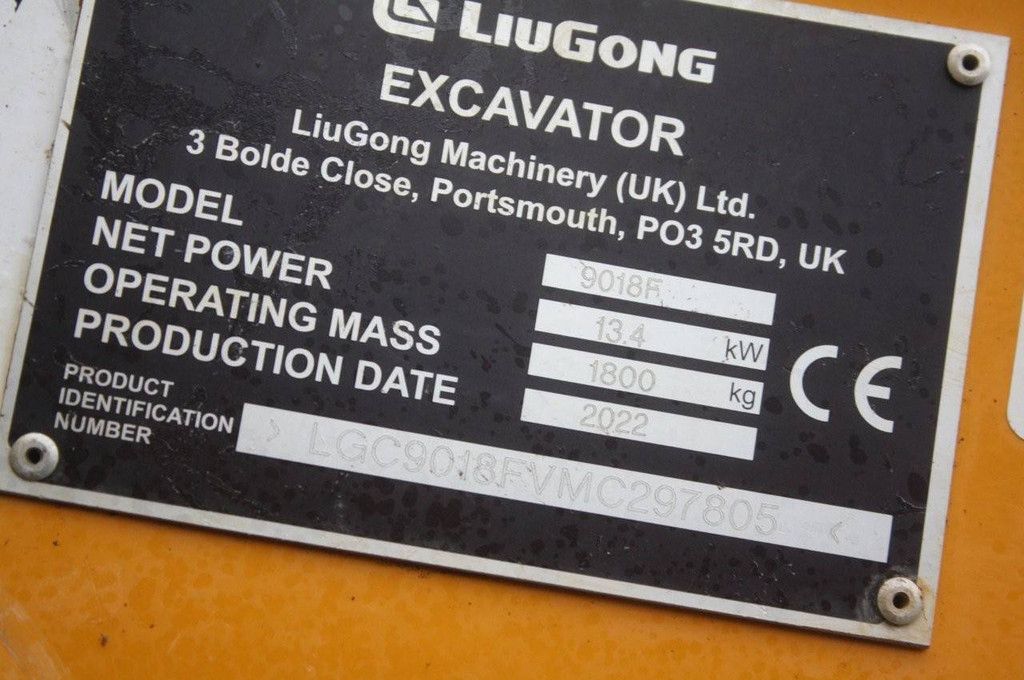 LIUGONG
EXCAVATOR
LiuGong Machinery (UK) Ltd.
3 Bolde Close, Portsmouth, PO3 5RD, UK
MODEL 9018F
NET POWER 13.4 kW
OPERATING MASS 1800 kg
PRODUCTION DATE 2022
CE
PRODUCT
IDENTIFICATION
NUMBER
> LGC9018FVMC297805 <